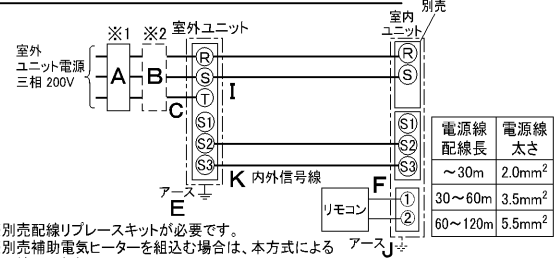 別売
※1
※2
室外ユニット
室内
ユニット
室外
ユニット電源
三相 200V
A
B
C
R
S
T
S1
S2
S3
I
R
S
S1
S2
S3
K 内外信号線
F
アース
E
リモコン
1
2
アース
J
電源線
配線長
電源線
太さ
～30m 2.0mm²
30～60m 3.5mm²
60～120m 5.5mm²
別売配線リプレースキットが必要です。
別売補助電気ヒーターを組込む場合は、本方式による